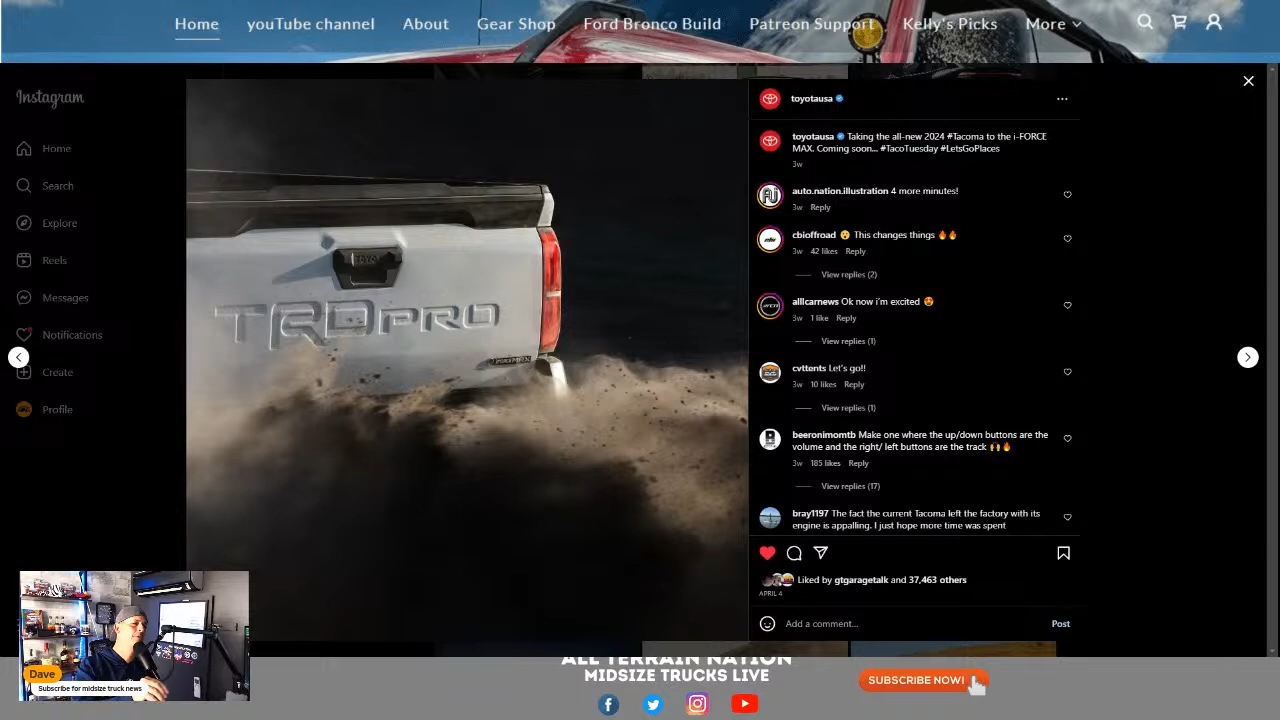 Home youTube channel About Gear Shop Ford Bronco Build Patreon Support Kelly's Picks More
Instagram
Home
Search
Explore
Reels
Messages
Notifications
Create
Profile
TOYOTA
TRD PRO
toyotausa
toyotausa Taking the all-new 2024 #Tacoma to the i-FORCE
MAX. Coming soon... #TacoTuesday #LetsGoPlaces
3w
auto.nation.illustration 4 more minutes!
3w Reply
cbioffroad 😮 This changes things 🔥🔥
3w 42 likes Reply
View replies (2)
alllcarnews Ok now i'm excited 😍
3w 1 like Reply
View replies (1)
cvttents Let's go!!
3w 10 likes Reply
View replies (1)
beeronimomtb Make one where the up/down buttons are the
volume and the right/ left buttons are the track 🙌🔥
3w 185 likes Reply
View replies (17)
bray1197 The fact the current Tacoma left the factory with its
engine is appalling. I just hope more time was spent
Liked by gtgaragetalk and 37,463 others
APRIL 4
Add a comment...
Post
Dave
Subscribe for midsize truck news
ALL TERRAIN NATION
MIDSIZE TRUCKS LIVE
SUBSCRIBE NOW!